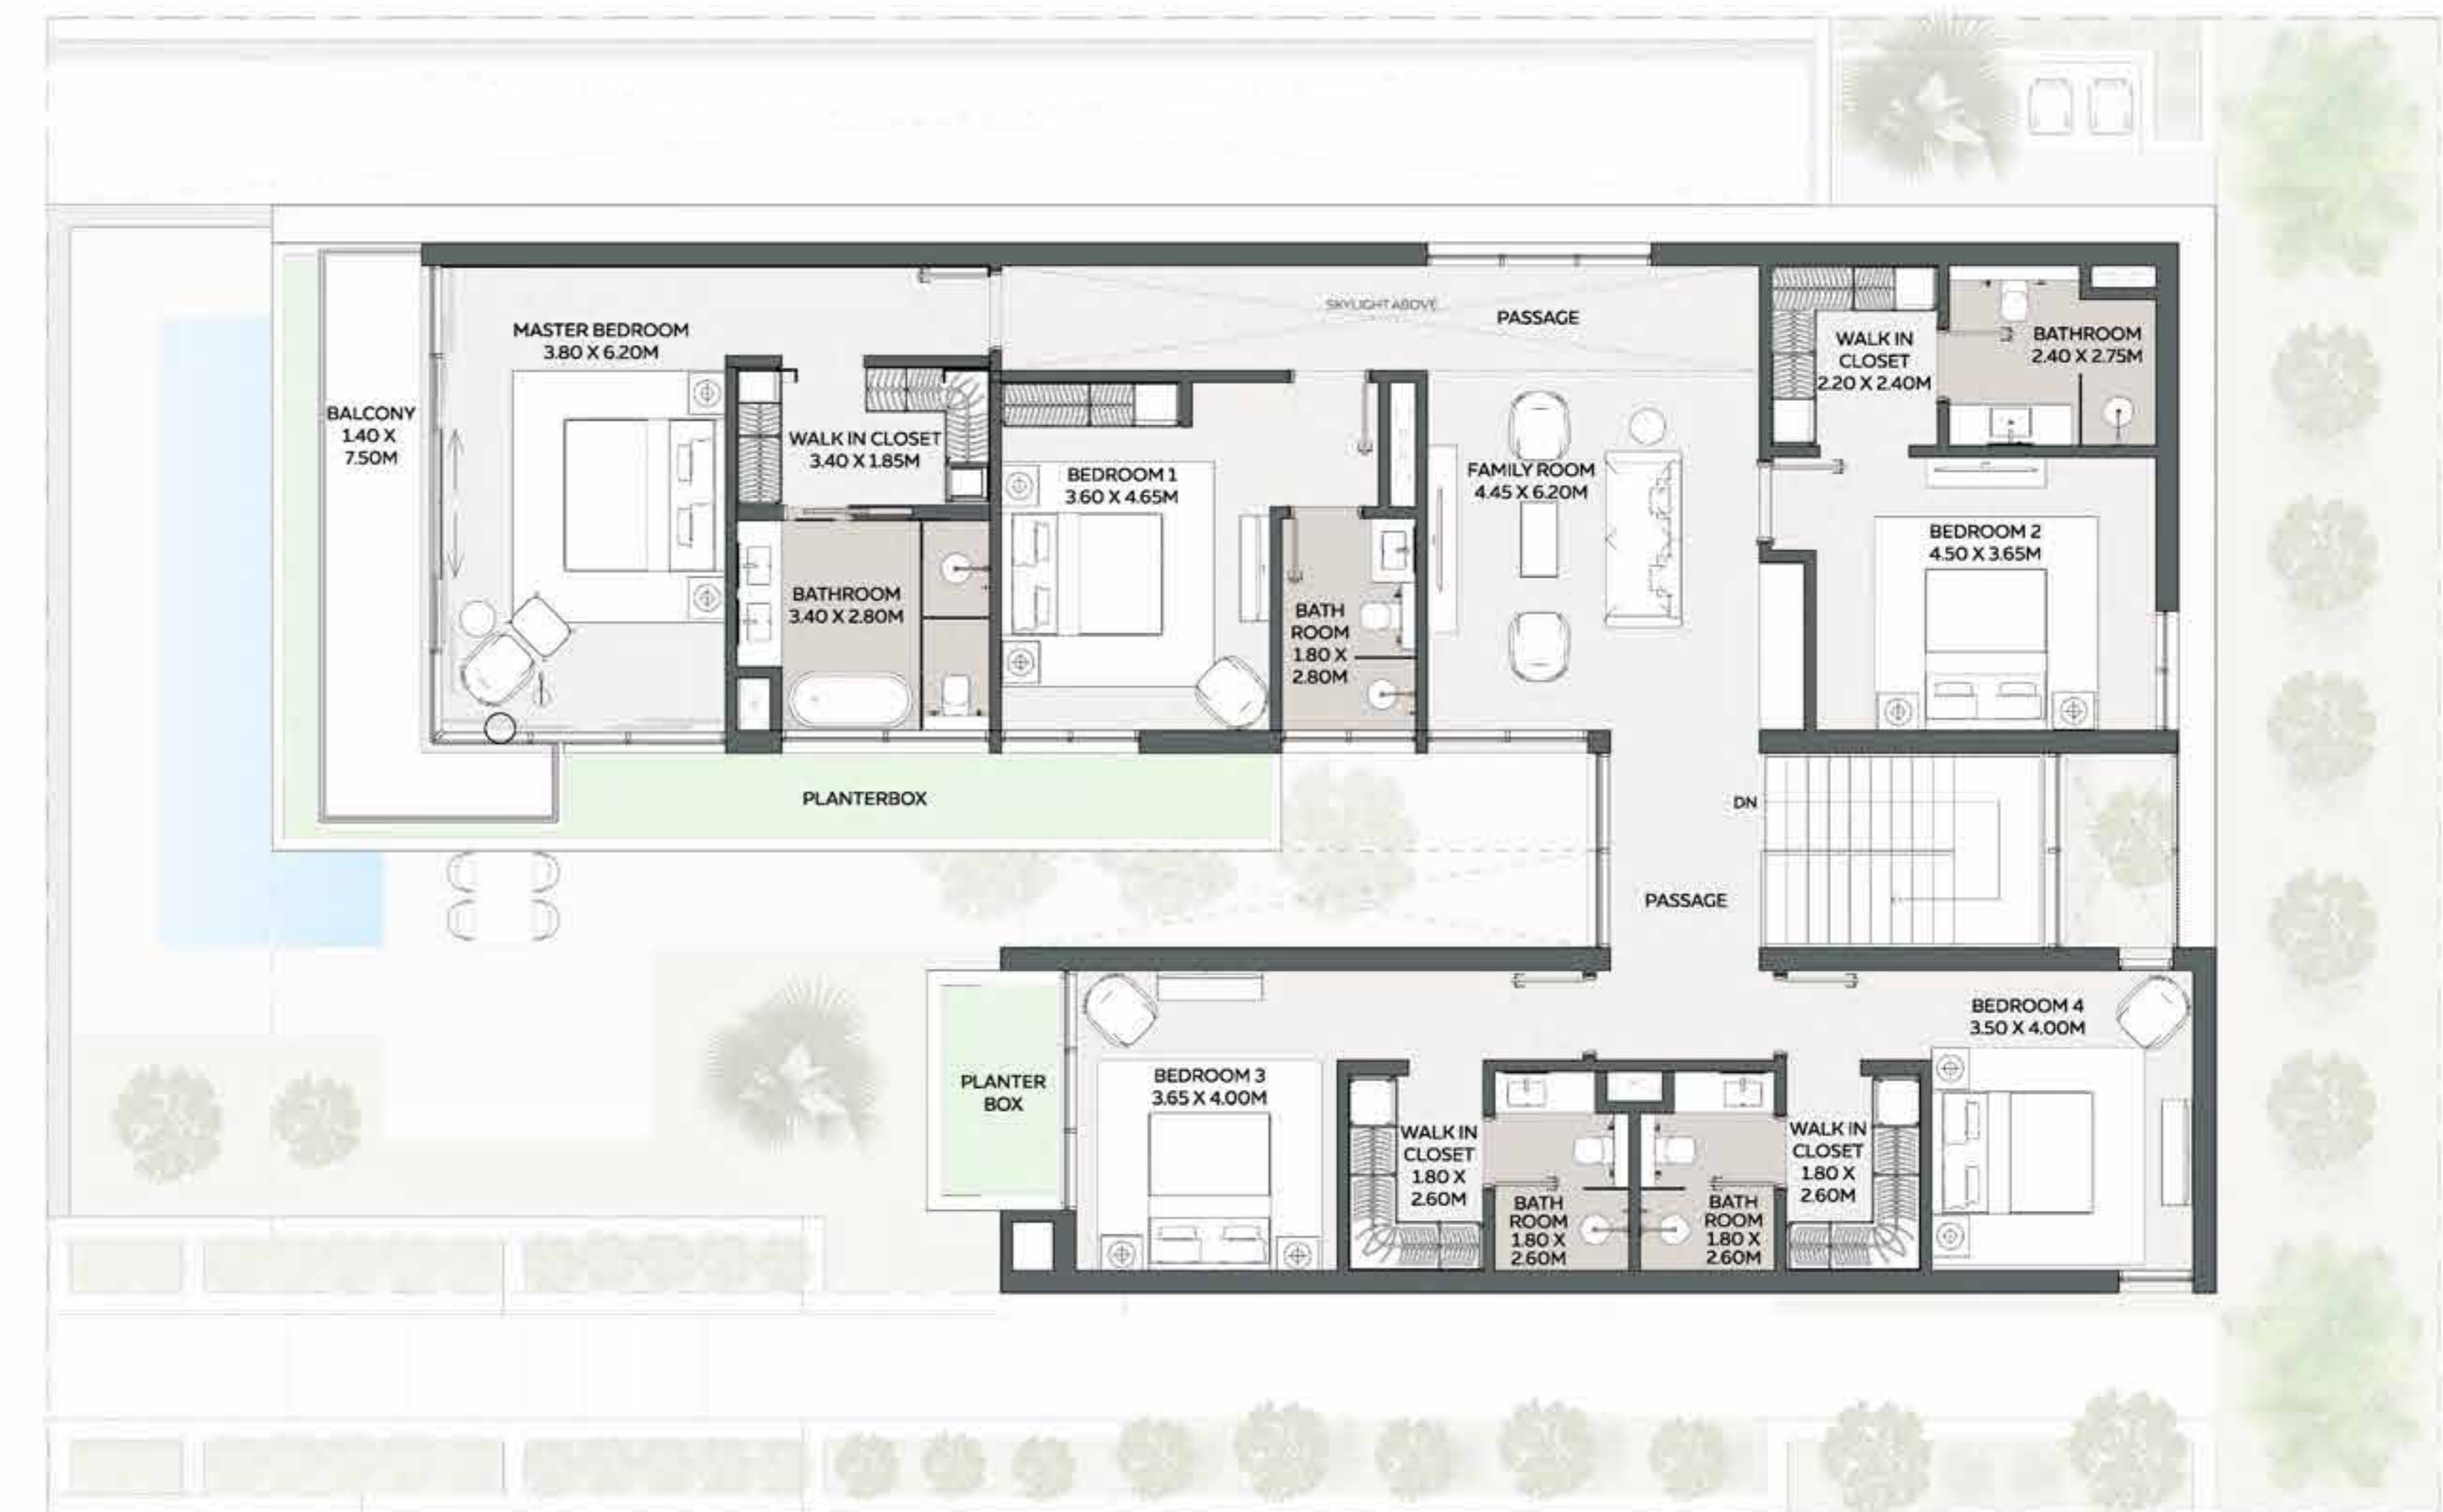 SKYLIGHT ABOVE
PASSAGE
MASTER BEDROOM
3.80 X 6.20M
WALK IN
CLOSET
2.20 X 2.40M
BATHROOM
2.40 X 2.75M
BALCONY
1.40 X
7.50M
WALK IN CLOSET
3.40 X 1.85M
BEDROOM 1
3.60 X 4.65M
FAMILY ROOM
4.45 X 6.20M
BEDROOM 2
4.50 X 3.65M
BATHROOM
3.40 X 2.80M
BATH
ROOM
1.80 X
2.80M
PLANTERBOX
DN
PASSAGE
BEDROOM 4
3.50 X 4.00M
PLANTER
BOX
BEDROOM 3
3.65 X 4.00M
WALK IN
CLOSET
1.80 X
2.60M
BATH
ROOM
1.80 X
2.60M
BATH
ROOM
1.80 X
2.60M
WALK IN
CLOSET
1.80 X
2.60M